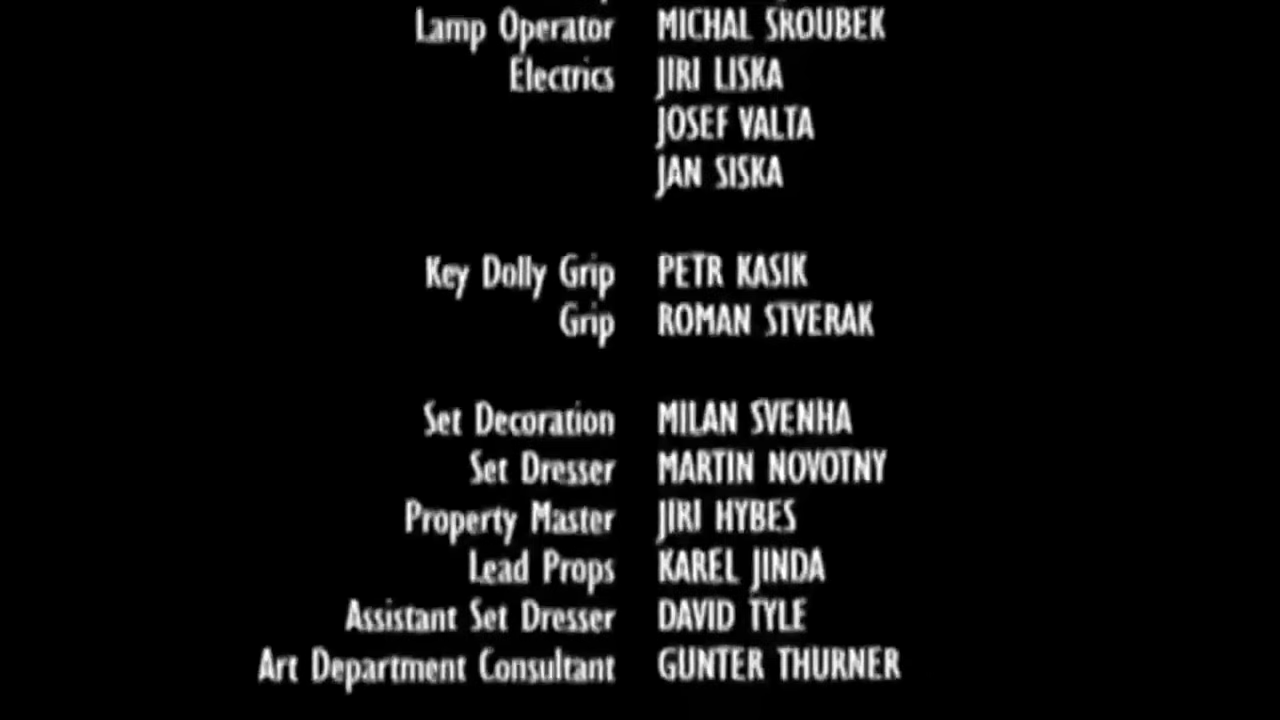 Lamp Operator MICHAL SROUBEK
Electrics JIRI LISKA
JOSEF VALTA
JAN SISKA
Key Dolly Grip PETR KASIK
Grip ROMAN STVERAK
Set Decoration MILAN SVENHA
Set Dresser MARTIN NOVOTNY
Property Master JIRI HYBES
Lead Props KAREL JINDA
Assistant Set Dresser DAVID TYLE
Art Department Consultant GUNTER THURNER